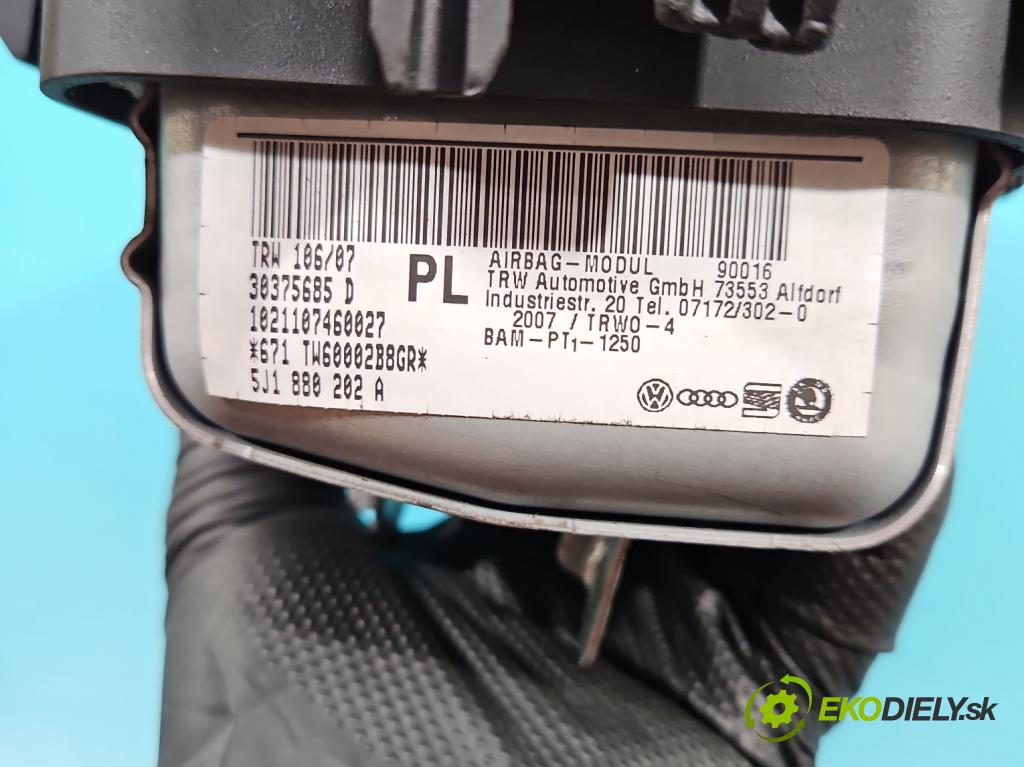 TRW 106/07
30375685 D
1021107460027
*671 TW60002B8GR*
5J1 880 202 A
PL
AIRBAG-MODUL 90016
TRW Automotive GmbH 73553 Alfdorf
Industriestr. 20 Tel. 07172/302-0
2007 / TRWO-4
BAM-PT1-1250
EKODIELY.sk